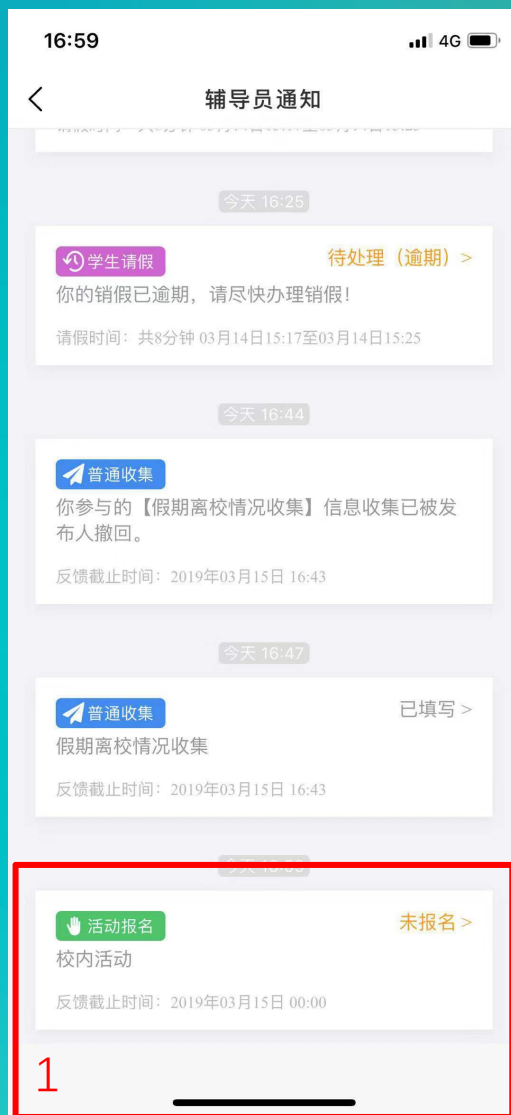 16:59
4G
辅导员通知
今天 16:25
学生请假
待处理（逾期）>
你的销假已逾期，请尽快办理销假！
请假时间：共8分钟 03月14日15:17至03月14日15:25
今天 16:44
普通收集
你参与的【假期离校情况收集】信息收集已被发
布人撤回。
反馈截止时间：2019年03月15日 16:43
今天 16:47
普通收集
已填写 >
假期离校情况收集
反馈截止时间：2019年03月15日 16:43
活动报名
未报名 >
校内活动
反馈截止时间：2019年03月15日 00:00
1